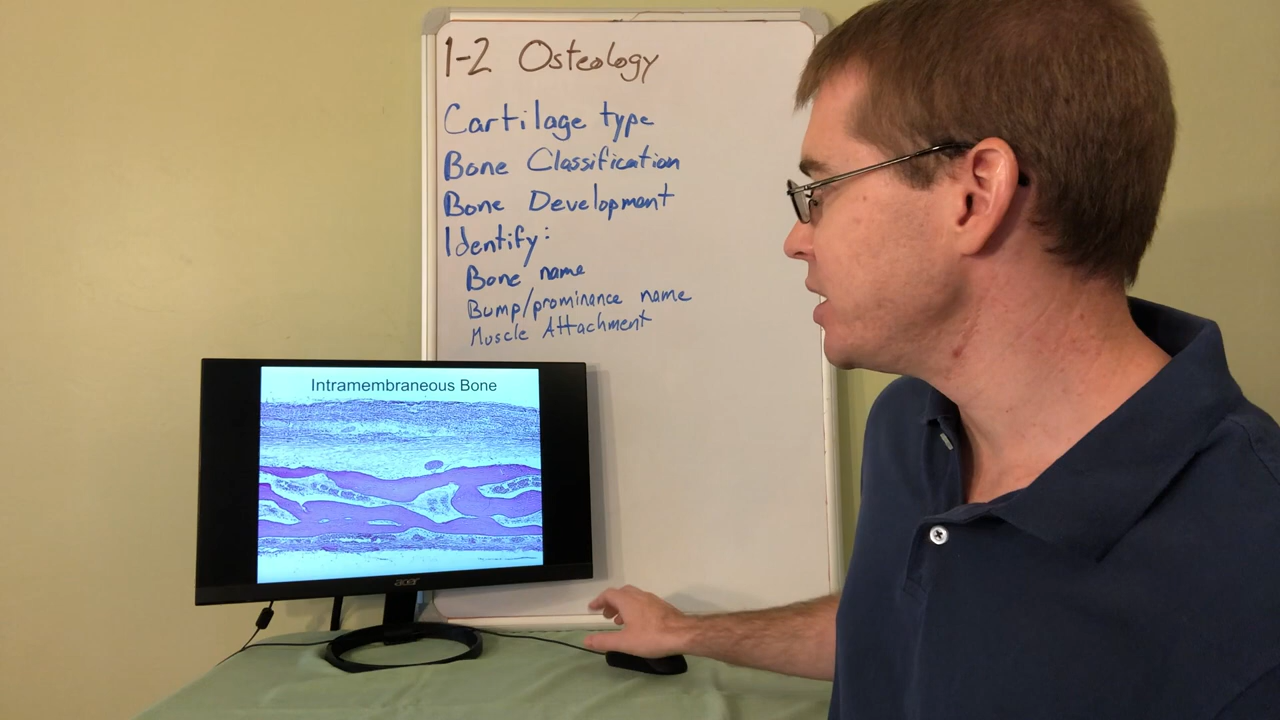 1-2 Osteology
Cartilage type
Bone Classification
Bone Development
Identify:
Bone name
Bump/prominance name
Muscle Attachment
Intramembraneous Bone
acer